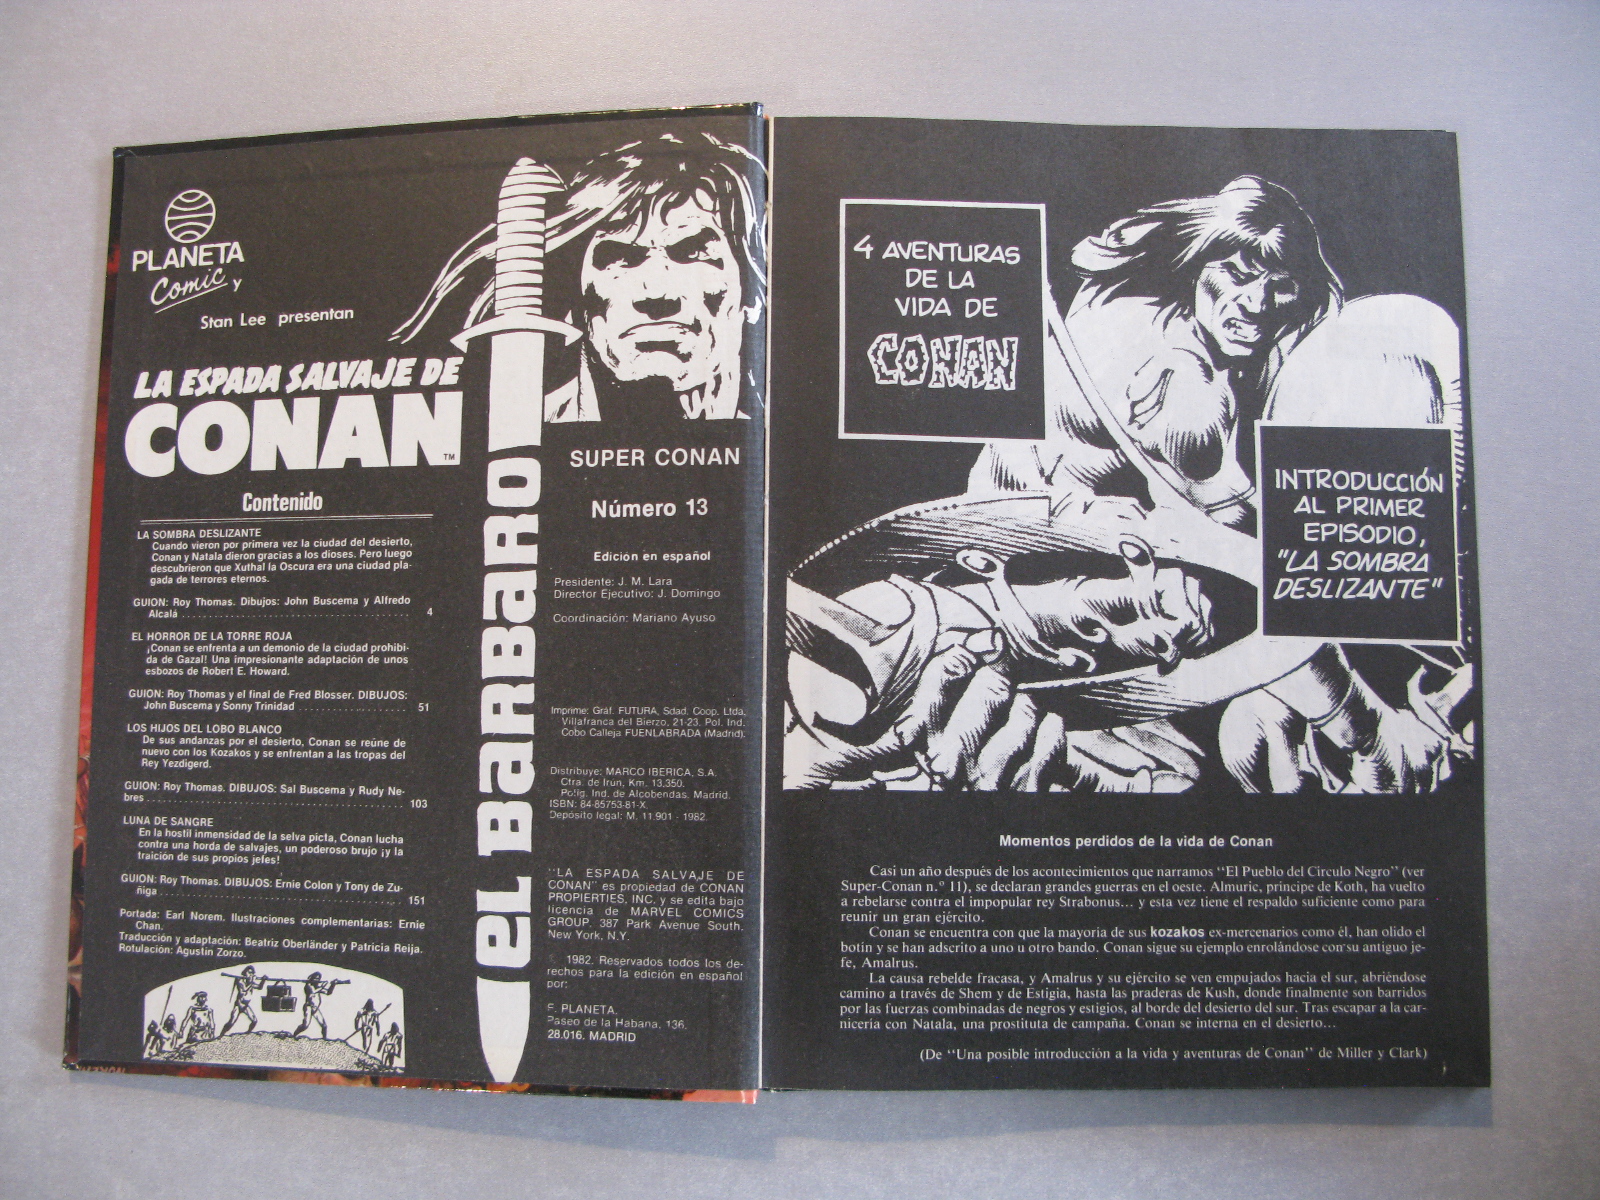 PLANETA
Comic y
Stan Lee presentan
LA ESPADA SALVAJE DE
CONAN™
EL BARBARO
Contenido
LA SOMBRA DESLIZANTE
Cuando vieron por primera vez la ciudad del desierto,
Conan y Natala dieron gracias a los dioses. Pero luego
descubrieron que Xuthal la Oscura era una ciudad pla-
gada de terrores eternos.
GUION: Roy Thomas. Dibujos: John Buscema y Alfredo
Alcalá ........................................ 4
EL HORROR DE LA TORRE ROJA
¡Conan se enfrenta a un demonio de la ciudad prohibi-
da de Gazal! Una impresionante adaptación de unos
esbozos de Robert E. Howard.
GUION: Roy Thomas y el final de Fred Blosser. DIBUJOS:
John Buscema y Sonny Trinidad .................... 51
LOS HIJOS DEL LOBO BLANCO
De sus andanzas por el desierto, Conan se reúne de
nuevo con los Kozakos y se enfrentan a las tropas del
Rey Yezdigerd.
GUION: Roy Thomas. DIBUJOS: Sal Buscema y Rudy Ne-
bres ........................................ 103
LUNA DE SANGRE
En la hostil inmensidad de la selva picta, Conan lucha
contra una horda de salvajes, un poderoso brujo ¡y la
traición de sus propios jefes!
GUION: Roy Thomas. DIBUJOS: Ernie Colon y Tony de Zu-
ñiga ........................................ 151
Portada: Earl Norem. Ilustraciones complementarias: Ernie
Chan.
Traducción y adaptación: Beatriz Oberländer y Patricia Reija.
Rotulación: Agustín Zorzo.
SUPER CONAN
Número 13
Edición en español
Presidente: J. M. Lara
Director Ejecutivo: J. Domingo
Coordinación: Mariano Ayuso
Imprime: Gráf. FUTURA, Sdad. Coop. Ltda.
Villafranca del Bierzo, 21-23. Pol. Ind.
Cobo Calleja FUENLABRADA (Madrid).
Distribuye: MARCO IBERICA, S.A.
Ctra. de Irún, Km. 13,350.
Polig. Ind. de Alcobendas, Madrid.
ISBN: 84-85753-81-X.
Depósito legal: M. 11.901 - 1982.
"LA ESPADA SALVAJE DE
CONAN" es propiedad de CONAN
PROPIERTIES, INC. y se edita bajo
licencia de MARVEL COMICS
GROUP. 387 Park Avenue South.
New York, N.Y.
1982. Reservados todos los de-
rechos para la edición en español
por:
E. PLANETA.
Paseo de la Habana, 136.
28.016. MADRID
4 AVENTURAS
DE LA
VIDA DE
CONAN
INTRODUCCIÓN
AL PRIMER
EPISODIO,
"LA SOMBRA
DESLIZANTE"
Momentos perdidos de la vida de Conan
Casi un año después de los acontecimientos que narramos "El Pueblo del Círculo Negro" (ver
Super-Conan n.º 11), se declaran grandes guerras en el oeste. Almuric, príncipe de Koth, ha vuelto
a rebelarse contra el impopular rey Strabonus... y esta vez tiene el respaldo suficiente como para
reunir un gran ejército.
Conan se encuentra con que la mayoría de sus kozakos ex-mercenarios como él, han olido el
botín y se han adscrito a uno u otro bando. Conan sigue su ejemplo enrolándose con su antiguo je-
fe, Amalrus.
La causa rebelde fracasa, y Amalrus y su ejército se ven empujados hacia el sur, abriéndose
camino a través de Shem y de Estigia, hasta las praderas de Kush, donde finalmente son barridos
por las fuerzas combinadas de negros y estigios, al borde del desierto del sur. Tras escapar a la car-
nicería con Natala, una prostituta de campaña. Conan se interna en el desierto...
(De "Una posible introducción a la vida y aventuras de Conan" de Miller y Clark)